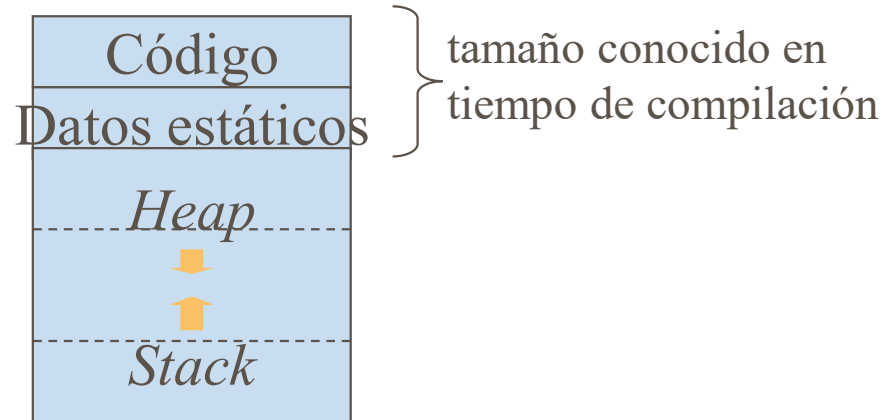 Código
Datos estáticos
tamaño conocido en
tiempo de compilación
Heap
Stack